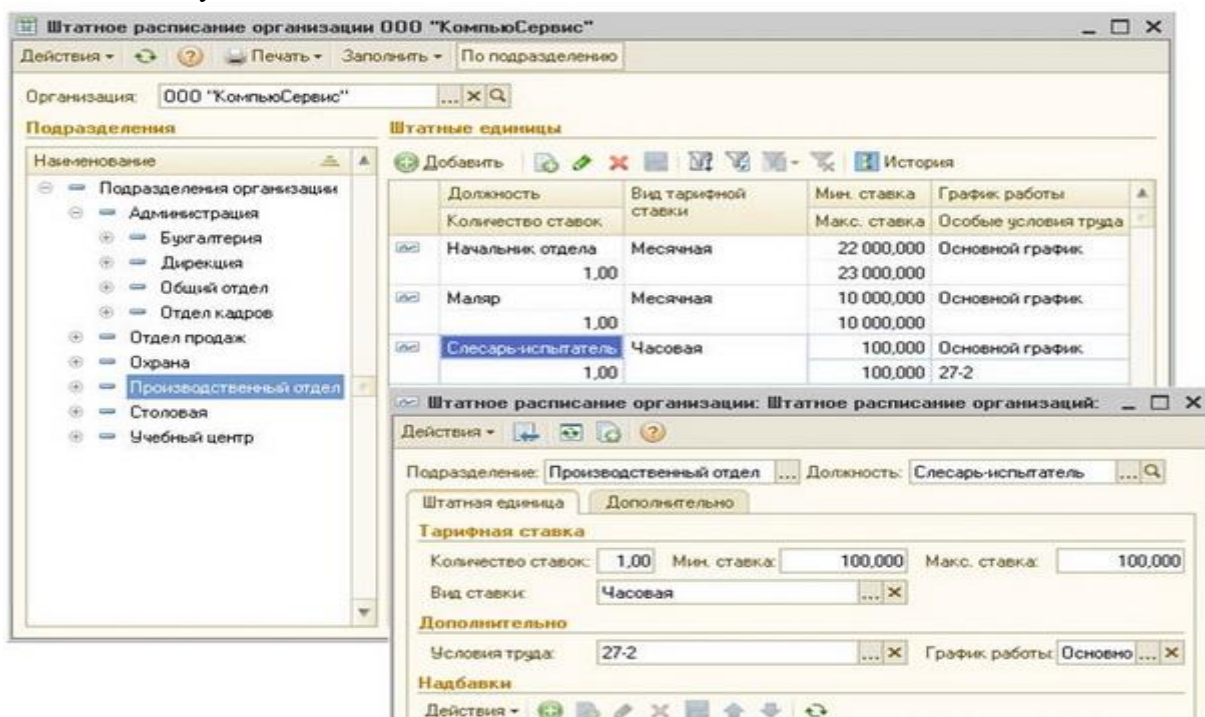 Штатное расписание организации ООО "КомпьюСервис"
Действия Печать Заполнить По подразделению
Организация: ООО "КомпьюСервис" ...
Подразделения
Наименование
Подразделения организации
Администрация
Бухгалтерия
Дирекция
Общий отдел
Отдел кадров
Отдел продаж
Охрана
Производственный отдел
Столовая
Учебный центр
Штатные единицы
Добавить История
Должность Вид тарифной ставки Мин. ставка График работы
Количество ставок Макс. ставка Особые условия труда
Начальник отдела Месячная 22 000,000 Основной график
1,00 23 000,000
Маляр Месячная 10 000,000 Основной график
1,00 10 000,000
Слесарь-испытатель Часовая 100,000 Основной график
1,00 100,000 27-2
Штатное расписание организации: Штатное расписание организаций:
Действия
Подразделение: Производственный отдел ... Должность: Слесарь-испытатель ...
Штатная единица Дополнительно
Тарифная ставка
Количество ставок: 1,00 Мин. ставка: 100,000 Макс. ставка: 100,000
Вид ставки: Часовая ...
Дополнительно
Условия труда: 27-2 ... График работы: Основно ...
Надбавки
Действия